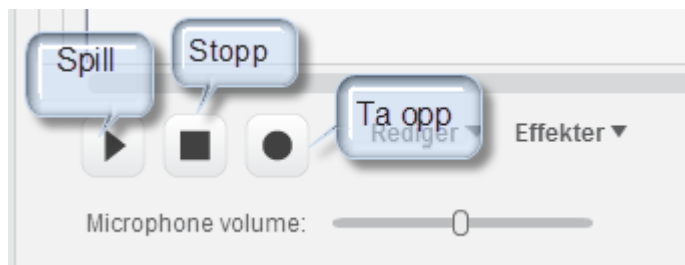 Spill
Stopp
Ta opp
Rediger
Effekter
Microphone volume: